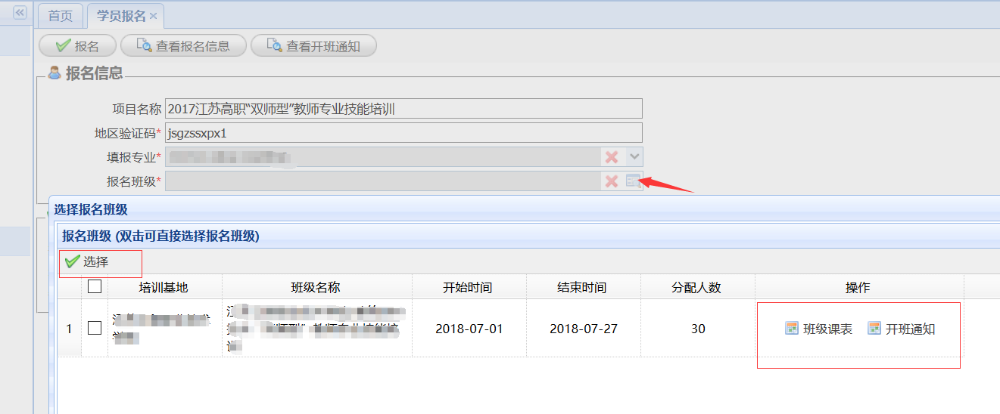 首页 学员报名
报名 查看报名信息 查看开班通知
报名信息
项目名称 2017江苏高职“双师型”教师专业技能培训
地区验证码* jsgzssxpx1
填报专业*
报名班级*
选择报名班级
报名班级 (双击可直接选择报名班级)
选择
培训基地 班级名称 开始时间 结束时间 分配人数 操作
1 2018-07-01 2018-07-27 30 班级课表 开班通知